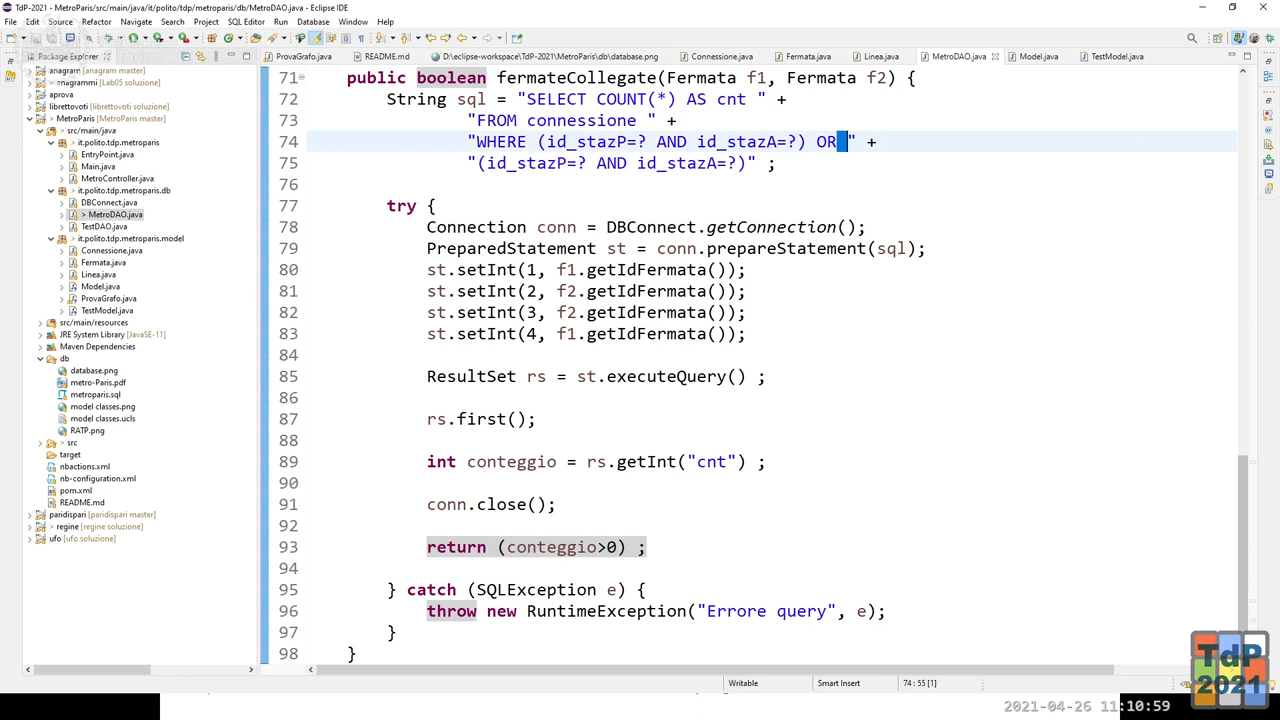 TdP-2021 - MetroParis/src/main/java/it/polito/tdp/metroparis/db/MetroDAO.java - Eclipse IDE
File Edit Source Refactor Navigate Search Project SQL Editor Run Database Window Help
Package Explorer
ProvaGrafo.java README.md D:\eclipse-workspace\TdP-2021\MetroParis\db\database.png Connessione.java Fermata.java Linea.java MetroDAO.java Model.java TestModel.java
anagram [anagram master]
anagrammi [Lab05 soluzione]
aprova
librettovoti [librettovoti soluzione]
MetroParis [MetroParis master]
src/main/java
it.polito.tdp.metroparis
EntryPoint.java
Main.java
MetroController.java
it.polito.tdp.metroparis.db
DBConnect.java
> MetroDAO.java
TestDAO.java
it.polito.tdp.metroparis.model
Connessione.java
Fermata.java
Linea.java
Model.java
ProvaGrafo.java
TestModel.java
src/main/resources
JRE System Library [JavaSE-11]
Maven Dependencies
db
database.png
metro-Paris.pdf
metroparis.sql
model classes.png
model classes.ucls
RATP.png
> src
target
nbactions.xml
nb-configuration.xml
pom.xml
README.md
paridispari [paridispari master]
> regine [regine soluzione]
ufo [ufo soluzione]
71 public boolean fermateCollegate(Fermata f1, Fermata f2) {
72 String sql = "SELECT COUNT(*) AS cnt " +
73 "FROM connessione " +
74 "WHERE (id_stazP=? AND id_stazA=?) OR " +
75 "(id_stazP=? AND id_stazA=?)" ;
76
77 try {
78 Connection conn = DBConnect.getConnection();
79 PreparedStatement st = conn.prepareStatement(sql);
80 st.setInt(1, f1.getIdFermata());
81 st.setInt(2, f2.getIdFermata());
82 st.setInt(3, f2.getIdFermata());
83 st.setInt(4, f1.getIdFermata());
84
85 ResultSet rs = st.executeQuery() ;
86
87 rs.first();
88
89 int conteggio = rs.getInt("cnt") ;
90
91 conn.close();
92
93 return (conteggio>0) ;
94
95 } catch (SQLException e) {
96 throw new RuntimeException("Errore query", e);
97 }
98 }
Writable Smart Insert 74 : 55 [1]
TdP
2021
2021-04-26 11:10:59